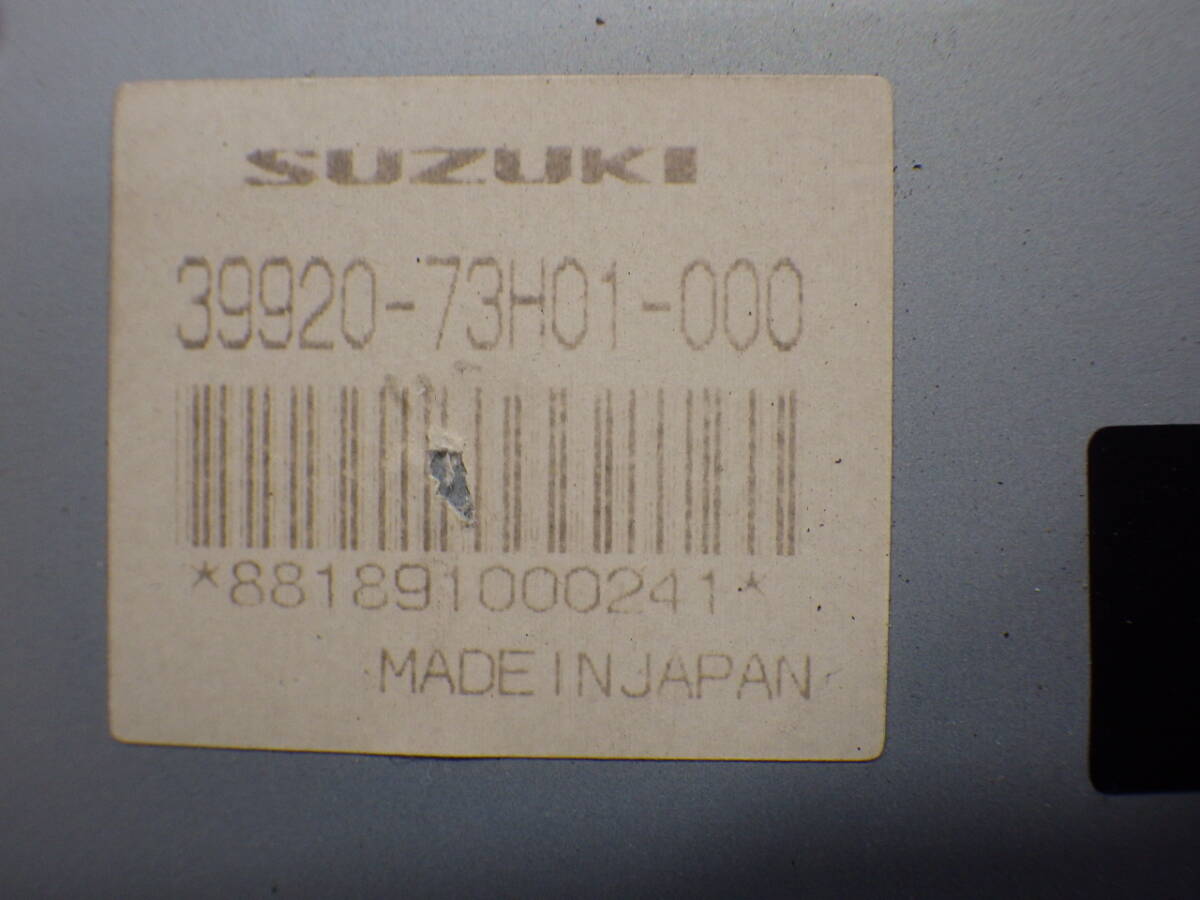 SUZUKI
39920-73H01-000
*881891000241*
MADE IN JAPAN